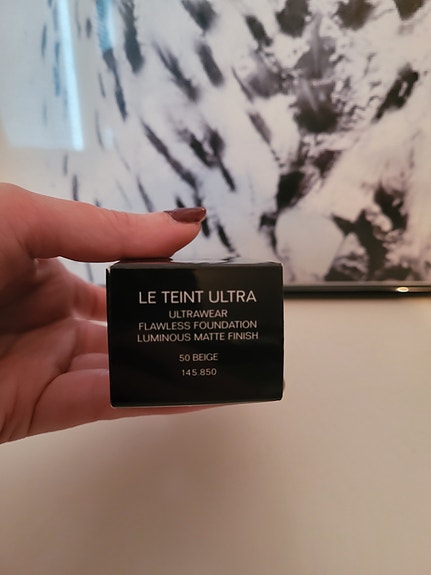 LE TEINT ULTRA
ULTRAWEAR
FLAWLESS FOUNDATION
LUMINOUS MATTE FINISH
50 BEIGE
145.850